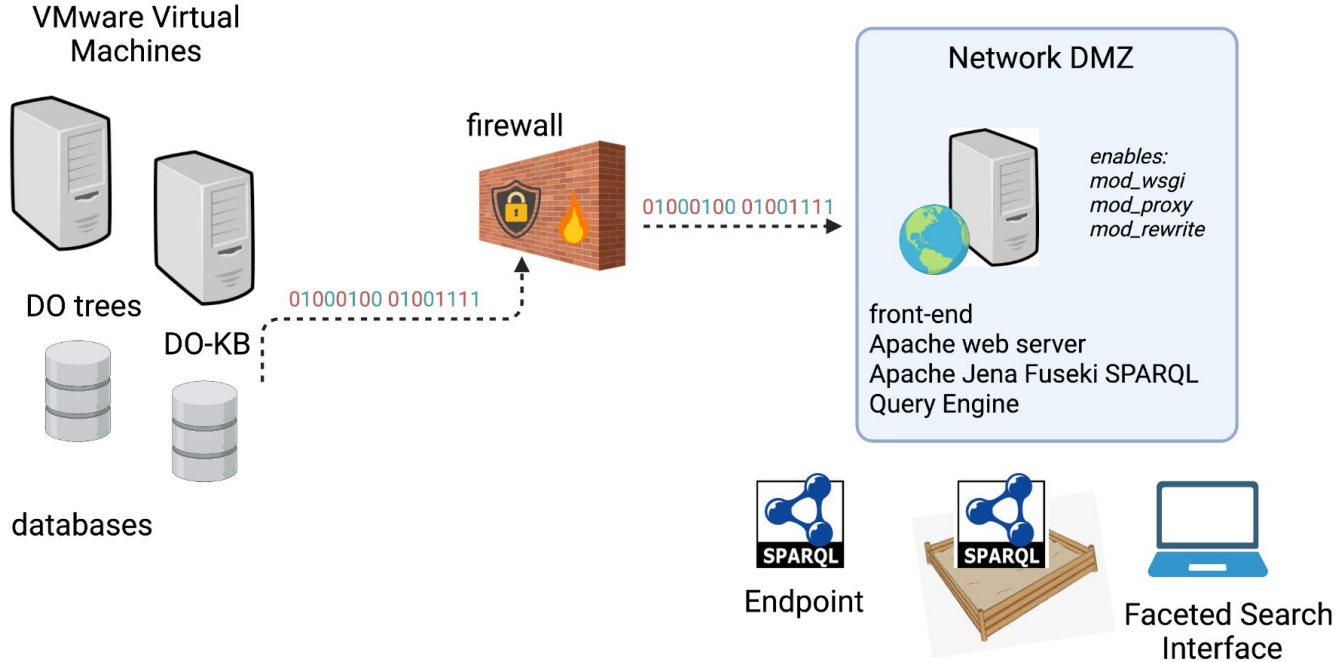 VMware Virtual
Machines
DO trees
DO-KB
databases
01000100 01001111
firewall
01000100 01001111
Network DMZ
enables:
mod_wsgi
mod_proxy
mod_rewrite
front-end
Apache web server
Apache Jena Fuseki SPARQL
Query Engine
SPARQL
Endpoint
SPARQL
Faceted Search
Interface